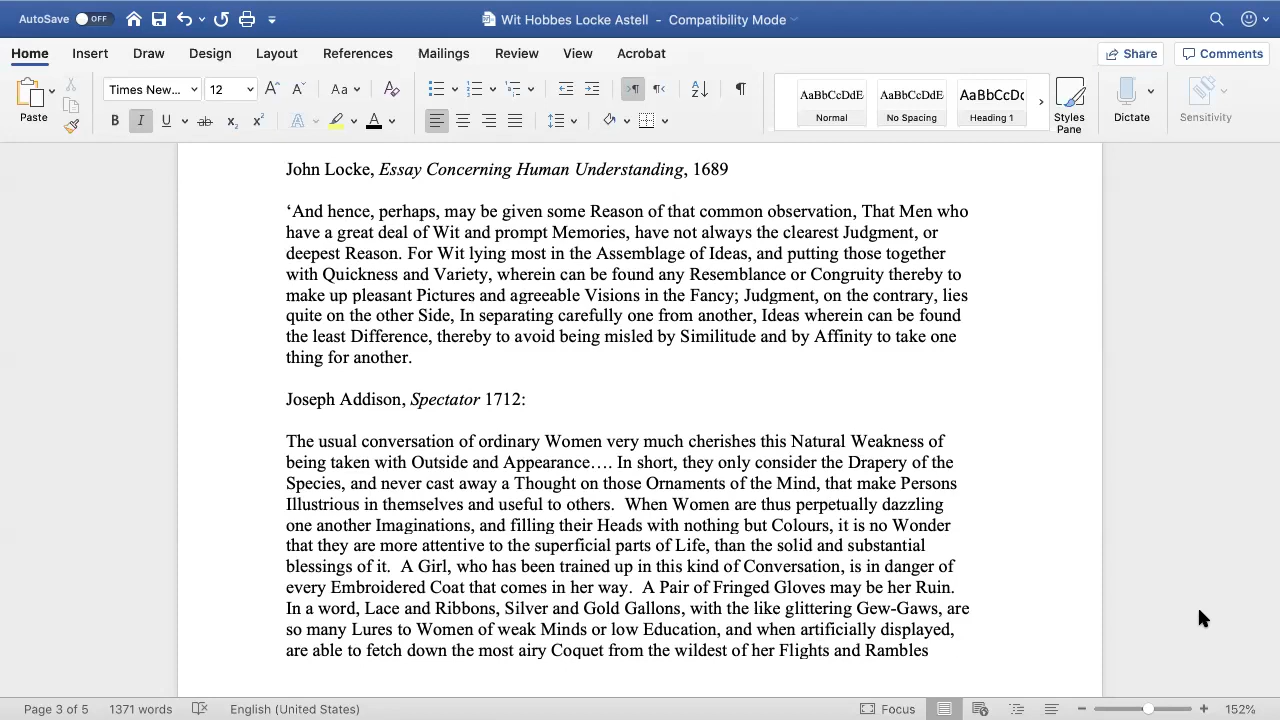 AutoSave OFF Wit Hobbes Locke Astell - Compatibility Mode
Home Insert Draw Design Layout References Mailings Review View Acrobat Share Comments
Paste Times New... 12 Aa AaBbCcDdE AaBbCcDdE AaBbCcDc Styles Pane Dictate Sensitivity
B I U ab x₂ x² A A Normal No Spacing Heading 1
John Locke, Essay Concerning Human Understanding, 1689
‘And hence, perhaps, may be given some Reason of that common observation, That Men who
have a great deal of Wit and prompt Memories, have not always the clearest Judgment, or
deepest Reason. For Wit lying most in the Assemblage of Ideas, and putting those together
with Quickness and Variety, wherein can be found any Resemblance or Congruity thereby to
make up pleasant Pictures and agreeable Visions in the Fancy; Judgment, on the contrary, lies
quite on the other Side, In separating carefully one from another, Ideas wherein can be found
the least Difference, thereby to avoid being misled by Similitude and by Affinity to take one
thing for another.
Joseph Addison, Spectator 1712:
The usual conversation of ordinary Women very much cherishes this Natural Weakness of
being taken with Outside and Appearance…. In short, they only consider the Drapery of the
Species, and never cast away a Thought on those Ornaments of the Mind, that make Persons
Illustrious in themselves and useful to others.  When Women are thus perpetually dazzling
one another Imaginations, and filling their Heads with nothing but Colours, it is no Wonder
that they are more attentive to the superficial parts of Life, than the solid and substantial
blessings of it.  A Girl, who has been trained up in this kind of Conversation, is in danger of
every Embroidered Coat that comes in her way.  A Pair of Fringed Gloves may be her Ruin.
In a word, Lace and Ribbons, Silver and Gold Gallons, with the like glittering Gew-Gaws, are
so many Lures to Women of weak Minds or low Education, and when artificially displayed,
are able to fetch down the most airy Coquet from the wildest of her Flights and Rambles
Page 3 of 5 1371 words English (United States) Focus 152%